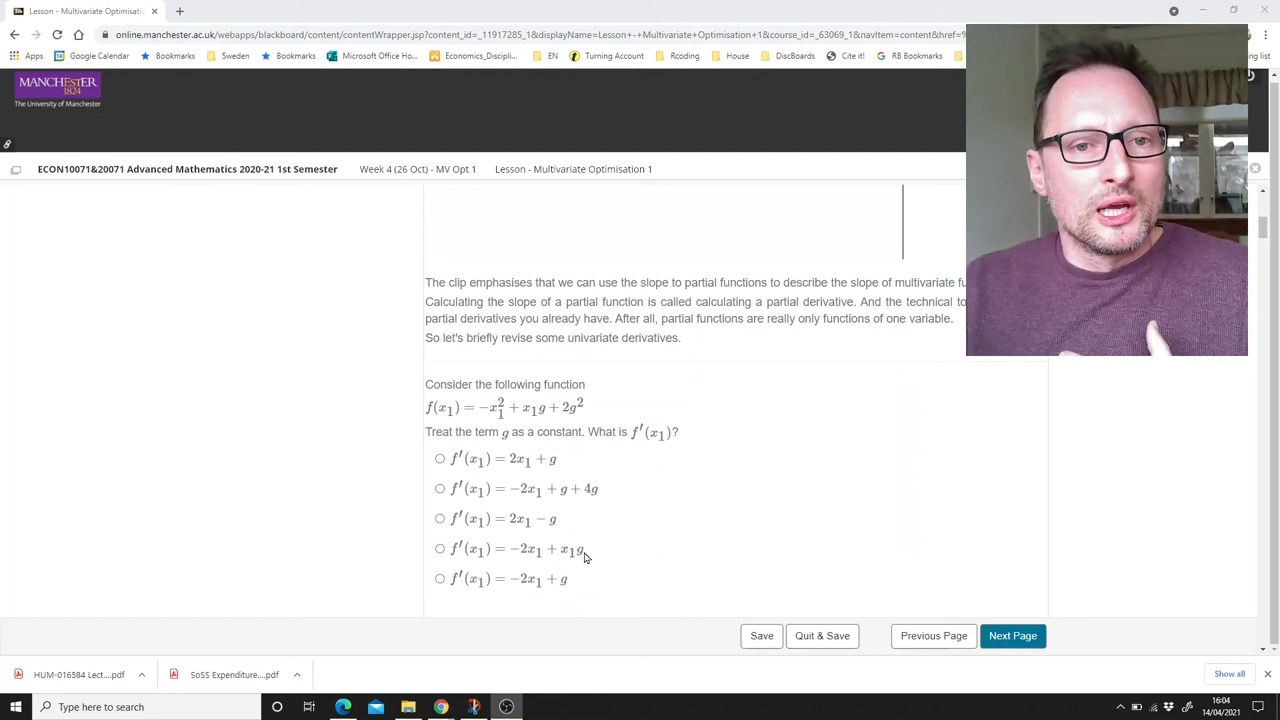 Lesson - Multivariate Optimisatio
online.manchester.ac.uk/webapps/blackboard/content/contentWrapper.jsp?content_id=_11917285_1&displayName=Lesson+-+Multivariate+Optimisation+1&course_id=_63069_1&navItem=content&href=%
Apps Google Calendar Bookmarks Sweden Bookmarks Microsoft Office Ho... Economics_Discipli... EN Turning Account Rcoding House DiscBoards Cite it! RB Bookmarks
ing list
MANCHESTER
1824
The University of Manchester
ECON10071&20071 Advanced Mathematics 2020-21 1st Semester Week 4 (26 Oct) - MV Opt 1 Lesson - Multivariate Optimisation 1
The clip emphasises that we can use the slope to partial functions to describe the slope of multivariate fu
Calculating the slope of a partial function is called calculating a partial derivative. And the technical to
partial derivatives you already have. After all, partial functions are really only functions of one variable.
So let's briefly revise some univariate derivatives.
Consider the following function
f(x₁) = −x₁² + x₁g + 2g²
Treat the term g as a constant. What is f′(x₁)?
f′(x₁) = 2x₁ + g
f′(x₁) = −2x₁ + g + 4g
f′(x₁) = 2x₁ − g
f′(x₁) = −2x₁ + x₁g
f′(x₁) = −2x₁ + g
Save Quit & Save Previous Page Next Page
HUM-016584 Lect....pdf SoSS Expenditure....pdf Show all
Type here to search
16:04
14/04/2021